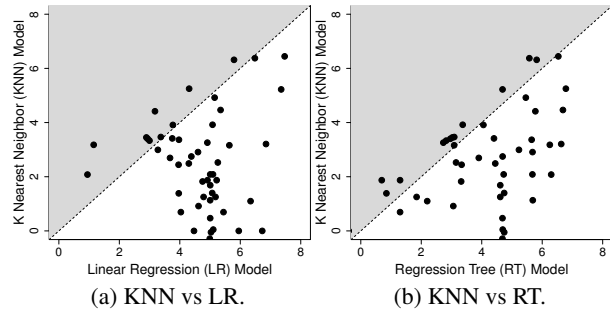 K Nearest Neighbor (KNN) Model
0 2 4 6 8
0 2 4 6 8
Linear Regression (LR) Model
(a) KNN vs LR.
K Nearest Neighbor (KNN) Model
0 2 4 6 8
0 2 4 6 8
Regression Tree (RT) Model
(b) KNN vs RT.